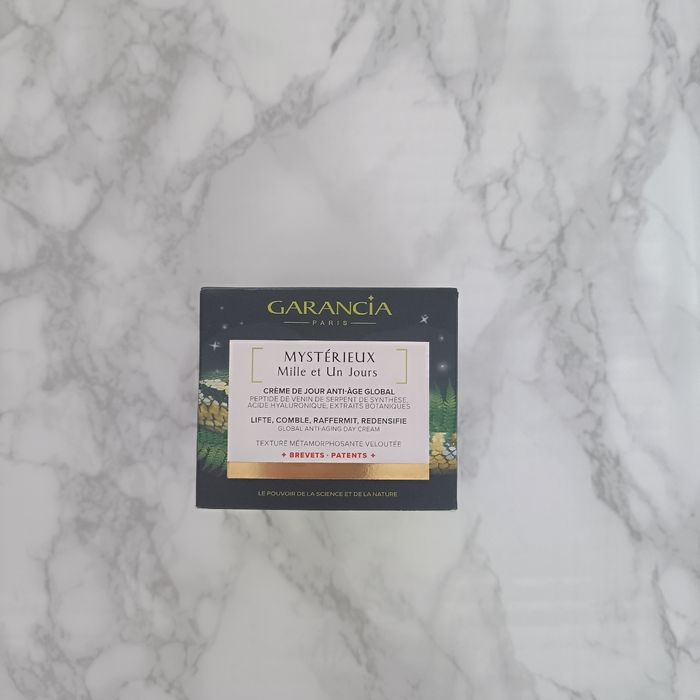 GARANCIA
PARIS
MYSTÉRIEUX
Mille et Un Jours
CRÈME DE JOUR ANTI-ÂGE GLOBAL
PEPTIDE DE VENIN DE SERPENT DE SYNTHÈSE,
ACIDE HYALURONIQUE, EXTRAITS BOTANIQUES
LIFTE, COMBLE, RAFFERMIT, REDENSIFIE
GLOBAL ANTI-AGING DAY CREAM
TEXTURE MÉTAMORPHOSANTE VELOUTÉE
+ BREVETS · PATENTS +
LE POUVOIR DE LA SCIENCE ET DE LA NATURE